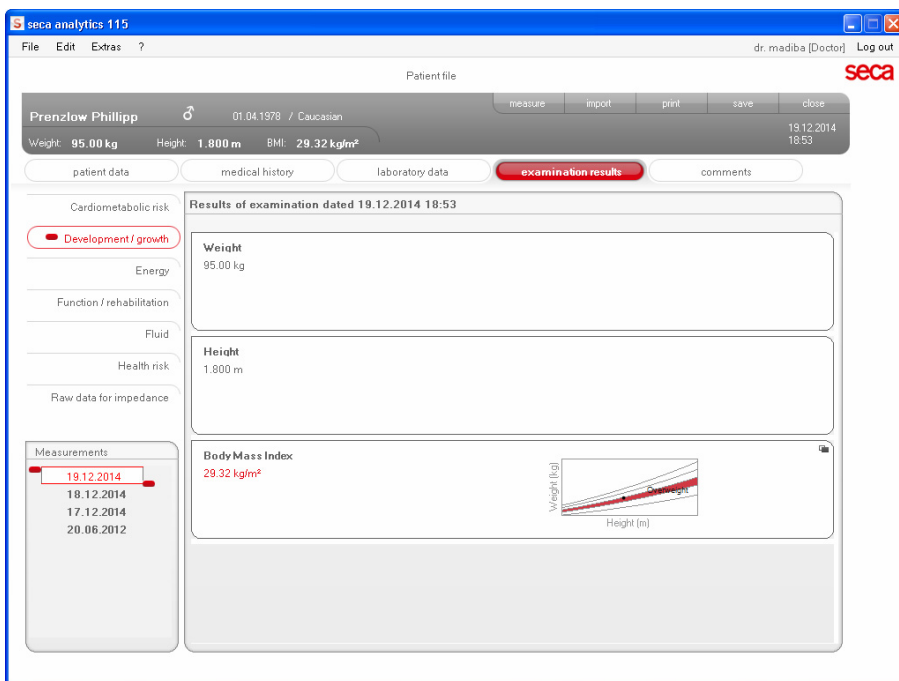 S seca analytics 115
File Edit Extras ? dr. madiba [Doctor] Log out
Patient file
seca
measure import print save close
Prenzlow Phillipp ♂ 01.04.1978 / Caucasian
19.12.2014
18:53
Weight: 95.00 kg Height: 1.800 m BMI: 29.32 kg/m²
patient data medical history laboratory data examination results comments
Cardiometabolic risk
Development / growth
Energy
Function / rehabilitation
Fluid
Health risk
Raw data for impedance
Measurements
19.12.2014
18.12.2014
17.12.2014
20.06.2012
Results of examination dated 19.12.2014 18:53
Weight
95.00 kg
Height
1.800 m
Body Mass Index
29.32 kg/m²
Weight (kg)
Overweight
Height (m)